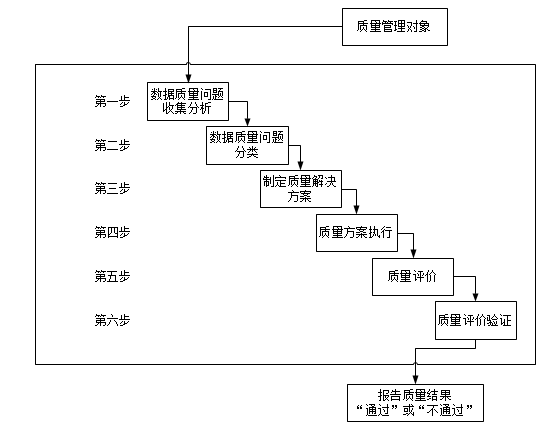 质量管理对象
第一步
数据质量问题
收集分析
第二步
数据质量问题
分类
第三步
制定质量解决
方案
第四步
质量方案执行
第五步
质量评价
第六步
质量评价验证
报告质量结果
“通过”或“不通过”